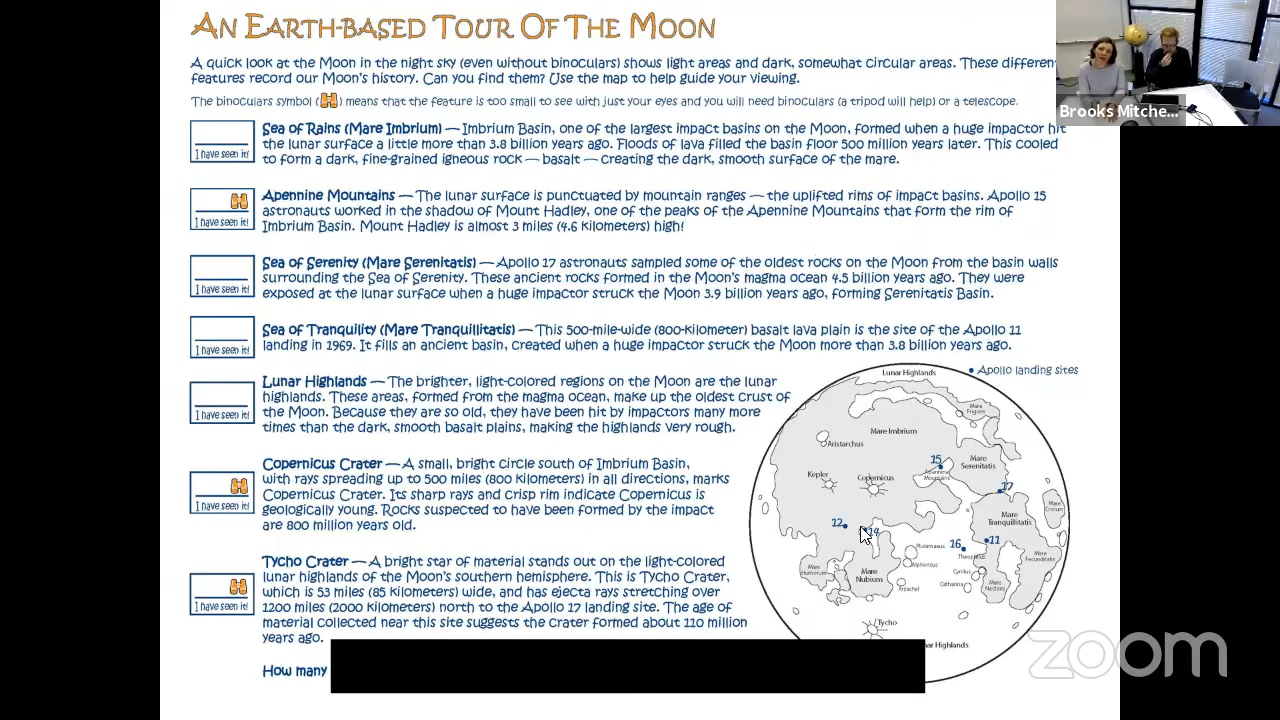 AN EARTH-BASED TOUR OF THE MOON
A quick look at the Moon in the night sky (even without binoculars) shows light areas and dark, somewhat circular areas. These different
features record our Moon's history. Can you find them? Use the map to help guide your viewing.
The binoculars symbol ( ) means that the feature is too small to see with just your eyes and you will need binoculars (a tripod will help) or a telescope.
Brooks Mitche...
I have seen it!
Sea of Rains (Mare Imbrium) — Imbrium Basin, one of the largest impact basins on the Moon, formed when a huge impactor hit
the lunar surface a little more than 3.8 billion years ago. Floods of lava filled the basin floor 500 million years later. This cooled
to form a dark, fine-grained igneous rock — basalt — creating the dark, smooth surface of the mare.
I have seen it!
Apennine Mountains — The lunar surface is punctuated by mountain ranges — the uplifted rims of impact basins. Apollo 15
astronauts worked in the shadow of Mount Hadley, one of the peaks of the Apennine Mountains that form the rim of
Imbrium Basin. Mount Hadley is almost 3 miles (4.6 kilometers) high!
I have seen it!
Sea of Serenity (Mare Serenitatis) — Apollo 17 astronauts sampled some of the oldest rocks on the Moon from the basin walls
surrounding the Sea of Serenity. These ancient rocks formed in the Moon's magma ocean 4.5 billion years ago. They were
exposed at the lunar surface when a huge impactor struck the Moon 3.9 billion years ago, forming Serenitatis Basin.
I have seen it!
Sea of Tranquility (Mare Tranquillitatis) — This 500-mile-wide (800-kilometer) basalt lava plain is the site of the Apollo 11
landing in 1969. It fills an ancient basin, created when a huge impactor struck the Moon more than 3.8 billion years ago.
I have seen it!
Lunar Highlands — The brighter, light-colored regions on the Moon are the lunar
highlands. These areas, formed from the magma ocean, make up the oldest crust of
the Moon. Because they are so old, they have been hit by impactors many more
times than the dark, smooth basalt plains, making the highlands very rough.
I have seen it!
Copernicus Crater — A small, bright circle south of Imbrium Basin,
with rays spreading up to 500 miles (800 kilometers) in all directions, marks
Copernicus Crater. Its sharp rays and crisp rim indicate Copernicus is
geologically young. Rocks suspected to have been formed by the impact
are 800 million years old.
I have seen it!
Tycho Crater — A bright star of material stands out on the light-colored
lunar highlands of the Moon's southern hemisphere. This is Tycho Crater,
which is 53 miles (85 kilometers) wide, and has ejecta rays stretching over
1200 miles (2000 kilometers) north to the Apollo 17 landing site. The age of
material collected near this site suggests the crater formed about 110 million
years ago.
How many
Apollo landing sites
Lunar Highlands
Mare Frigoris
Mare Imbrium
Aristarchus
Mare Serenitatis
15
Apennine Mountains
Kepler
Copernicus
17
Mare Crisium
Mare Tranquillitatis
12
14
11
16
Ptolemaeus
Theophilus
Mare Fecunditatis
Alphonsus
Mare Humorum
Mare Nubium
Cyrillus
Catharina
Arzachel
Mare Nectaris
Tycho
ar Highlands
zoom